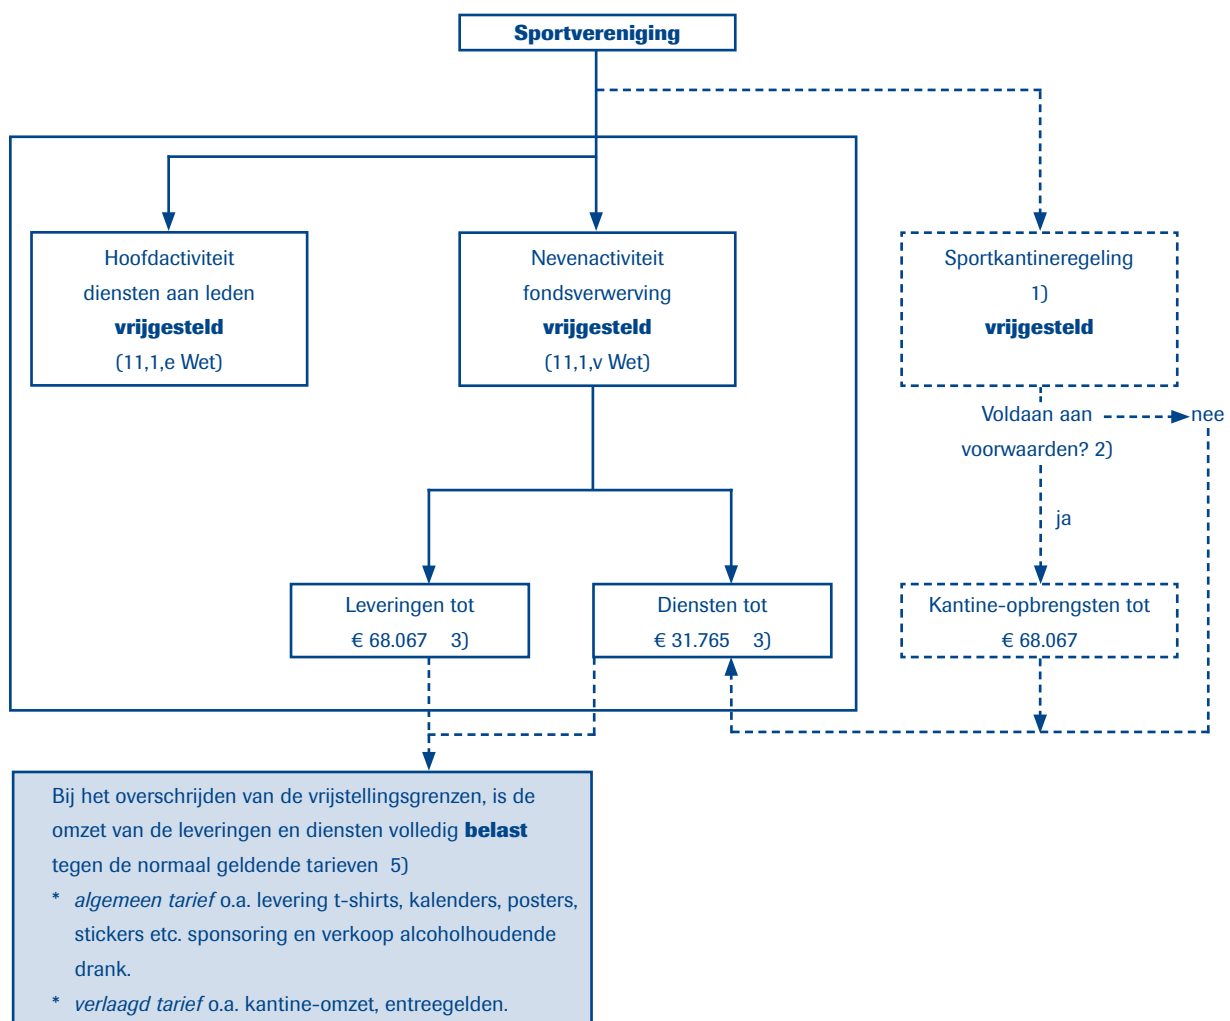 Sportvereniging
Hoofdactiviteit
diensten aan leden
vrijgesteld
(11,1,e Wet)
Nevenactiviteit
fondsverwerving
vrijgesteld
(11,1,v Wet)
Sportkantineregeling
1)
vrijgesteld
Voldaan aan
voorwaarden? 2)
nee
ja
Leveringen tot
€ 68.067 3)
Diensten tot
€ 31.765 3)
Kantine-opbrengsten tot
€ 68.067
Bij het overschrijden van de vrijstellingsgrenzen, is de
omzet van de leveringen en diensten volledig belast
tegen de normaal geldende tarieven 5)
* algemeen tarief o.a. levering t-shirts, kalenders, posters,
stickers etc. sponsoring en verkoop alcoholhoudende
drank.
* verlaagd tarief o.a. kantine-omzet, entreegelden.